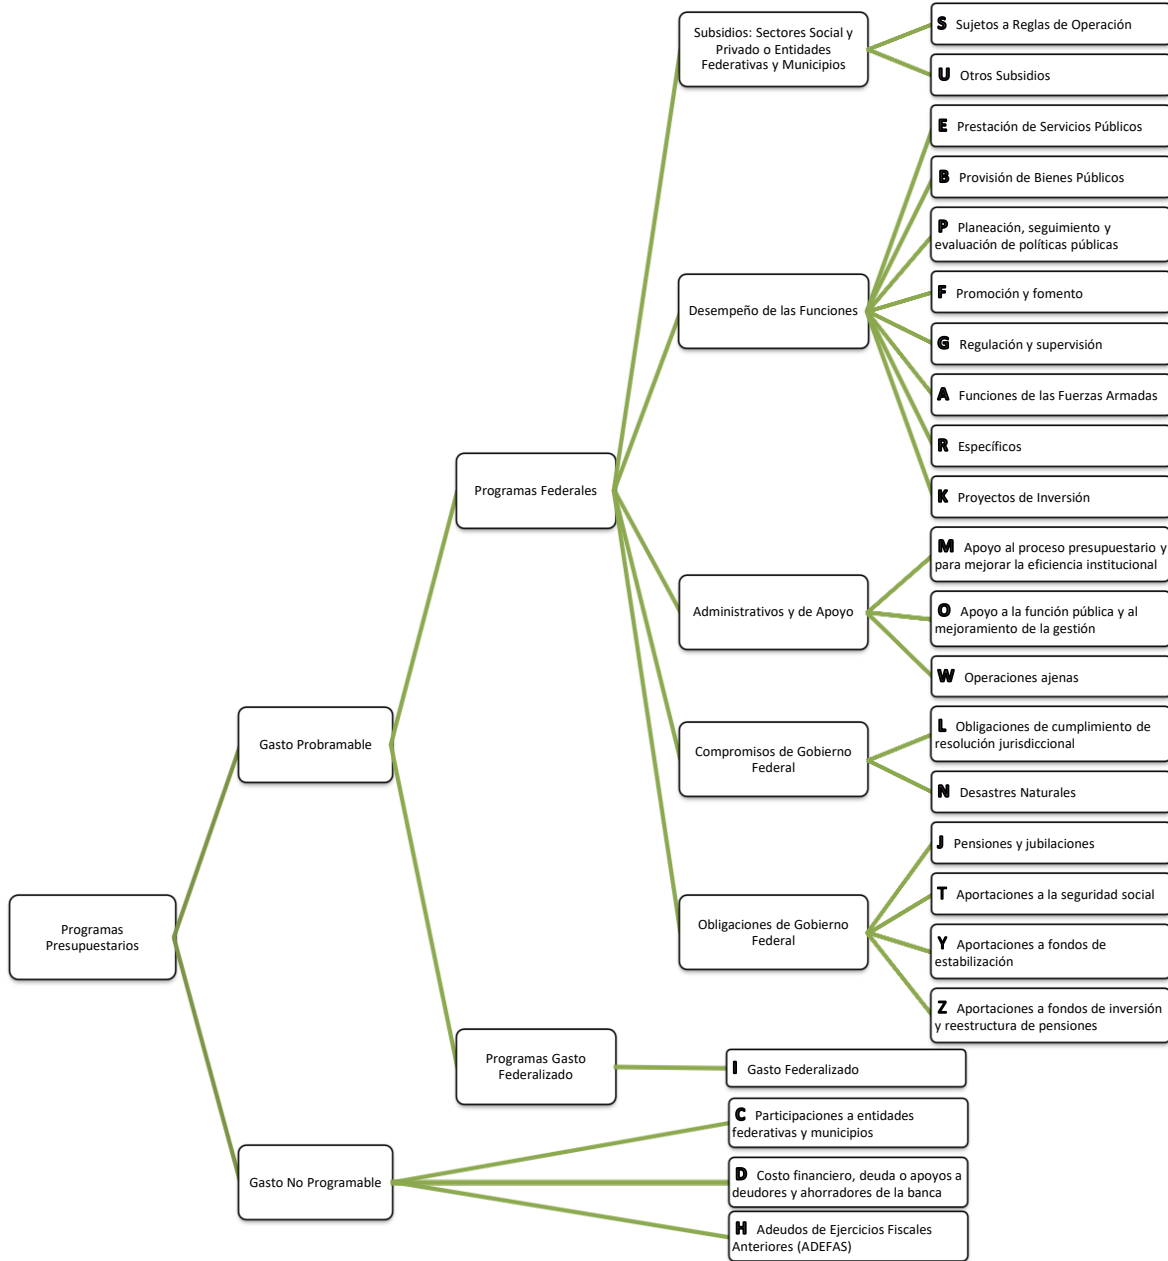 Subsidios: Sectores Social y
Privado o Entidades
Federativas y Municipios
S Sujetos a Reglas de Operación
U Otros Subsidios
E Prestación de Servicios Públicos
B Provisión de Bienes Públicos
P Planeación, seguimiento y
evaluación de políticas públicas
Desempeño de las Funciones
F Promoción y fomento
G Regulación y supervisión
A Funciones de las Fuerzas Armadas
R Específicos
K Proyectos de Inversión
Programas Federales
M Apoyo al proceso presupuestario y
para mejorar la eficiencia institucional
Administrativos y de Apoyo
O Apoyo a la función pública y al
mejoramiento de la gestión
W Operaciones ajenas
Gasto Probramable
Compromisos de Gobierno
Federal
L Obligaciones de cumplimiento de
resolución jurisdiccional
N Desastres Naturales
J Pensiones y jubilaciones
T Aportaciones a la seguridad social
Programas
Presupuestarios
Obligaciones de Gobierno
Federal
Y Aportaciones a fondos de
estabilización
Z Aportaciones a fondos de inversión
y reestructura de pensiones
Programas Gasto
Federalizado
I Gasto Federalizado
C Participaciones a entidades
federativas y municipios
Gasto No Programable
D Costo financiero, deuda o apoyos a
deudores y ahorradores de la banca
H Adeudos de Ejercicios Fiscales
Anteriores (ADEFAS)